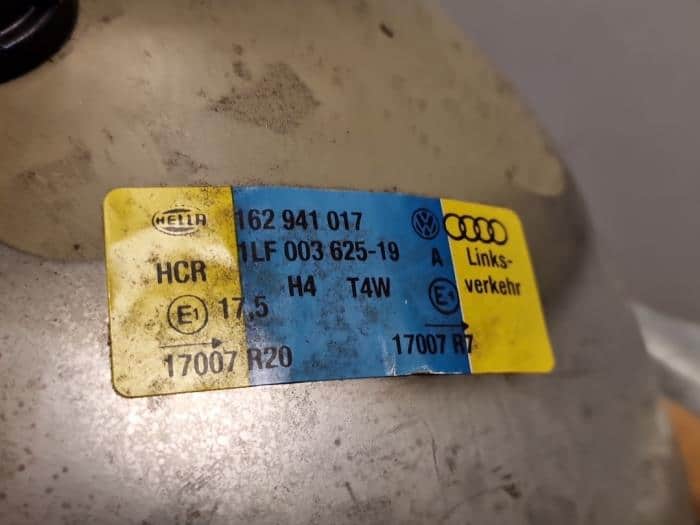 HELLA 162 941 017
1LF 003 625-19 A Links-
HCR H4 T4W verkehr
E1 17,5 E1
17007 R20 17007 R7